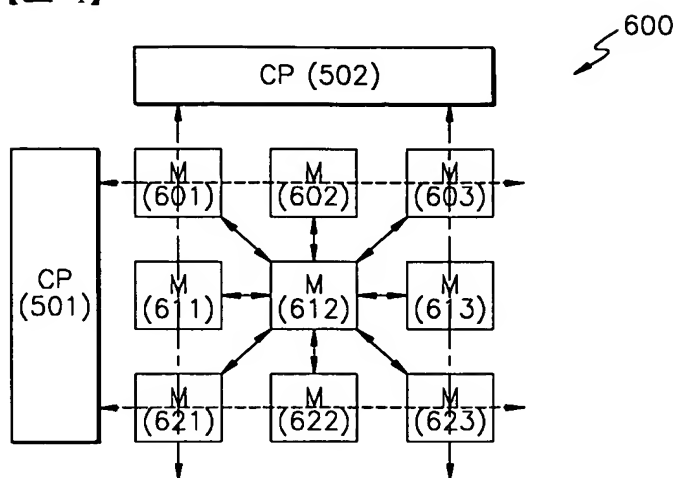 600
CP (502)
M
(601)
M
(602)
M
(603)
CP
(501)
M
(611)
M
(612)
M
(613)
M
(621)
M
(622)
M
(623)